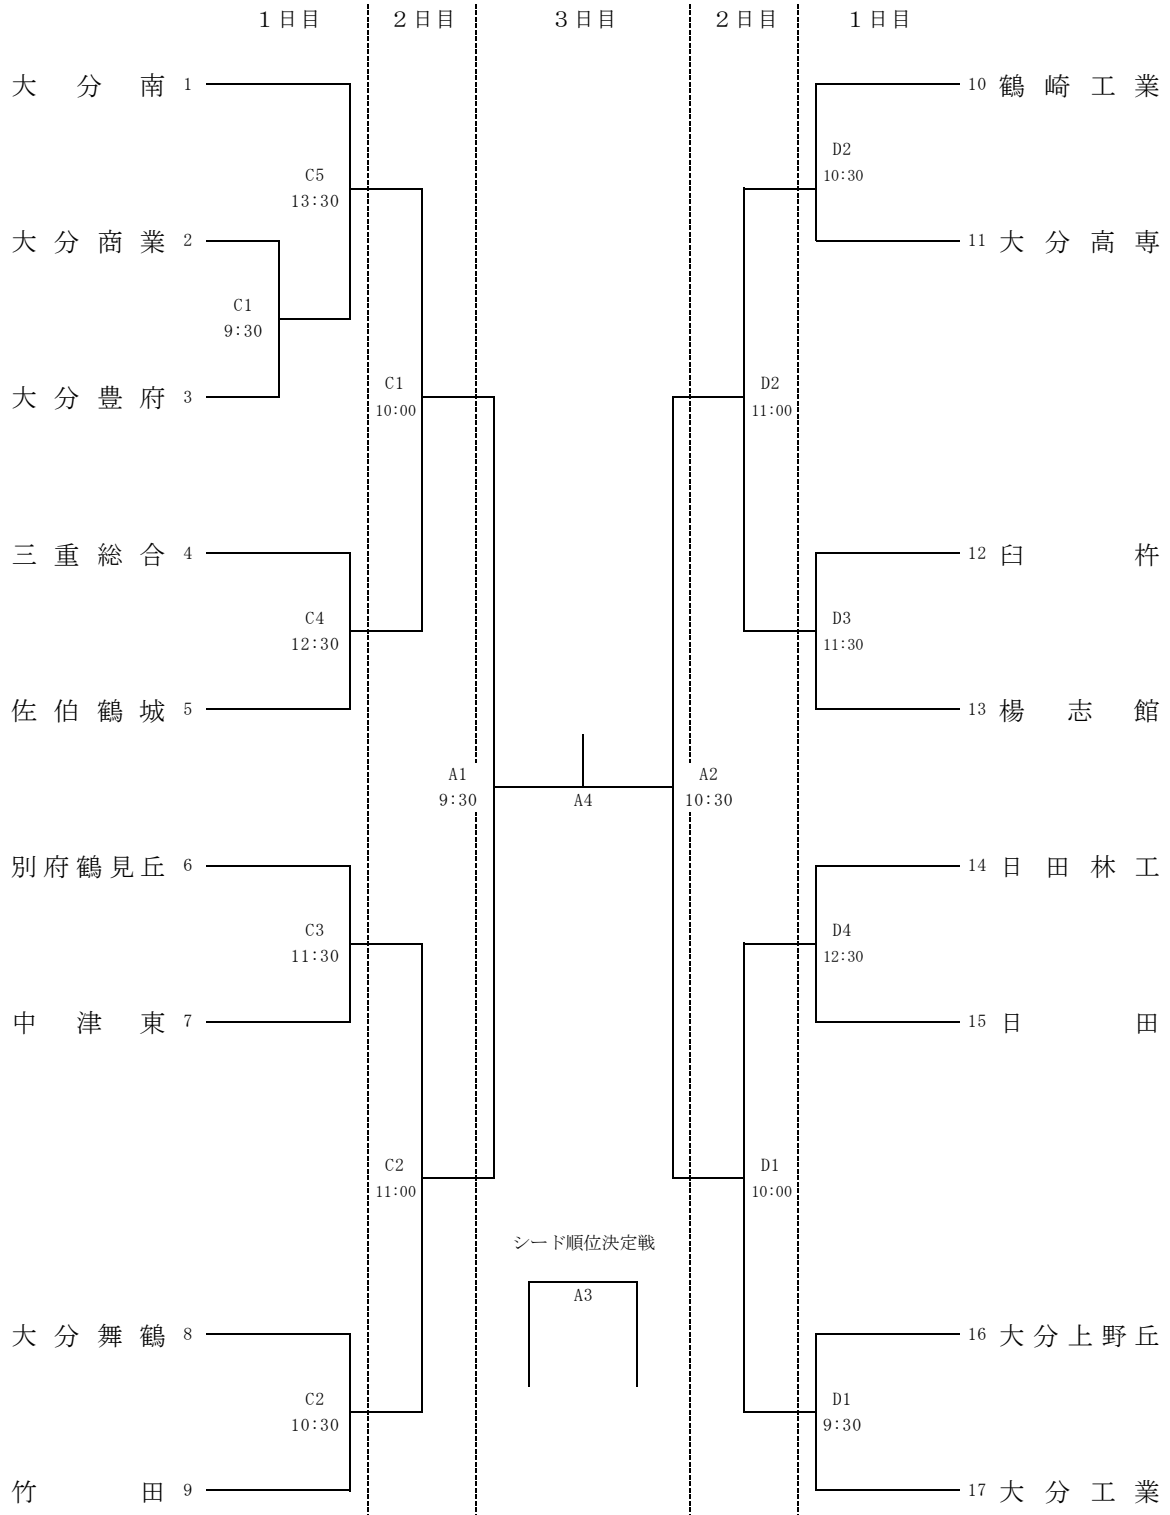 １日目 ２日目 ３日目 ２日目 １日目
大分南 1
10 鶴崎工業
C5
13:30
D2
10:30
大分商業 2
11 大分高専
C1
9:30
大分豊府 3
C1
10:00
D2
11:00
三重総合 4
12 臼杵
C4
12:30
D3
11:30
佐伯鶴城 5
13 楊志館
A1
9:30
A4
A2
10:30
別府鶴見丘 6
14 日田林工
C3
11:30
D4
12:30
中津東 7
15 日田
C2
11:00
D1
10:00
シード順位決定戦
A3
大分舞鶴 8
16 大分上野丘
C2
10:30
D1
9:30
竹田 9
17 大分工業